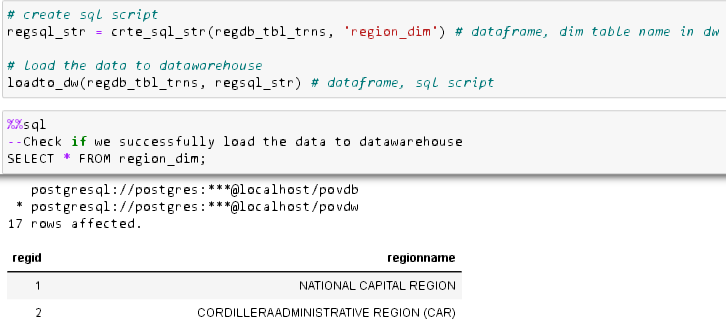 # create sql script
regsql_str = crte_sql_str(regdb_tbl_trns, 'region_dim') # dataframe, dim table name in dw
# Load the data to datawarehouse
loadto_dw(regdb_tbl_trns, regsql_str) # dataframe, sql script
%%sql
--Check if we successfully load the data to datawarehouse
SELECT * FROM region_dim;
postgresql://postgres:***@localhost/povdb
* postgresql://postgres:***@localhost/povdw
17 rows affected.
regid regionname
1 NATIONAL CAPITAL REGION
2 CORDILLERAADMINISTRATIVE REGION (CAR)